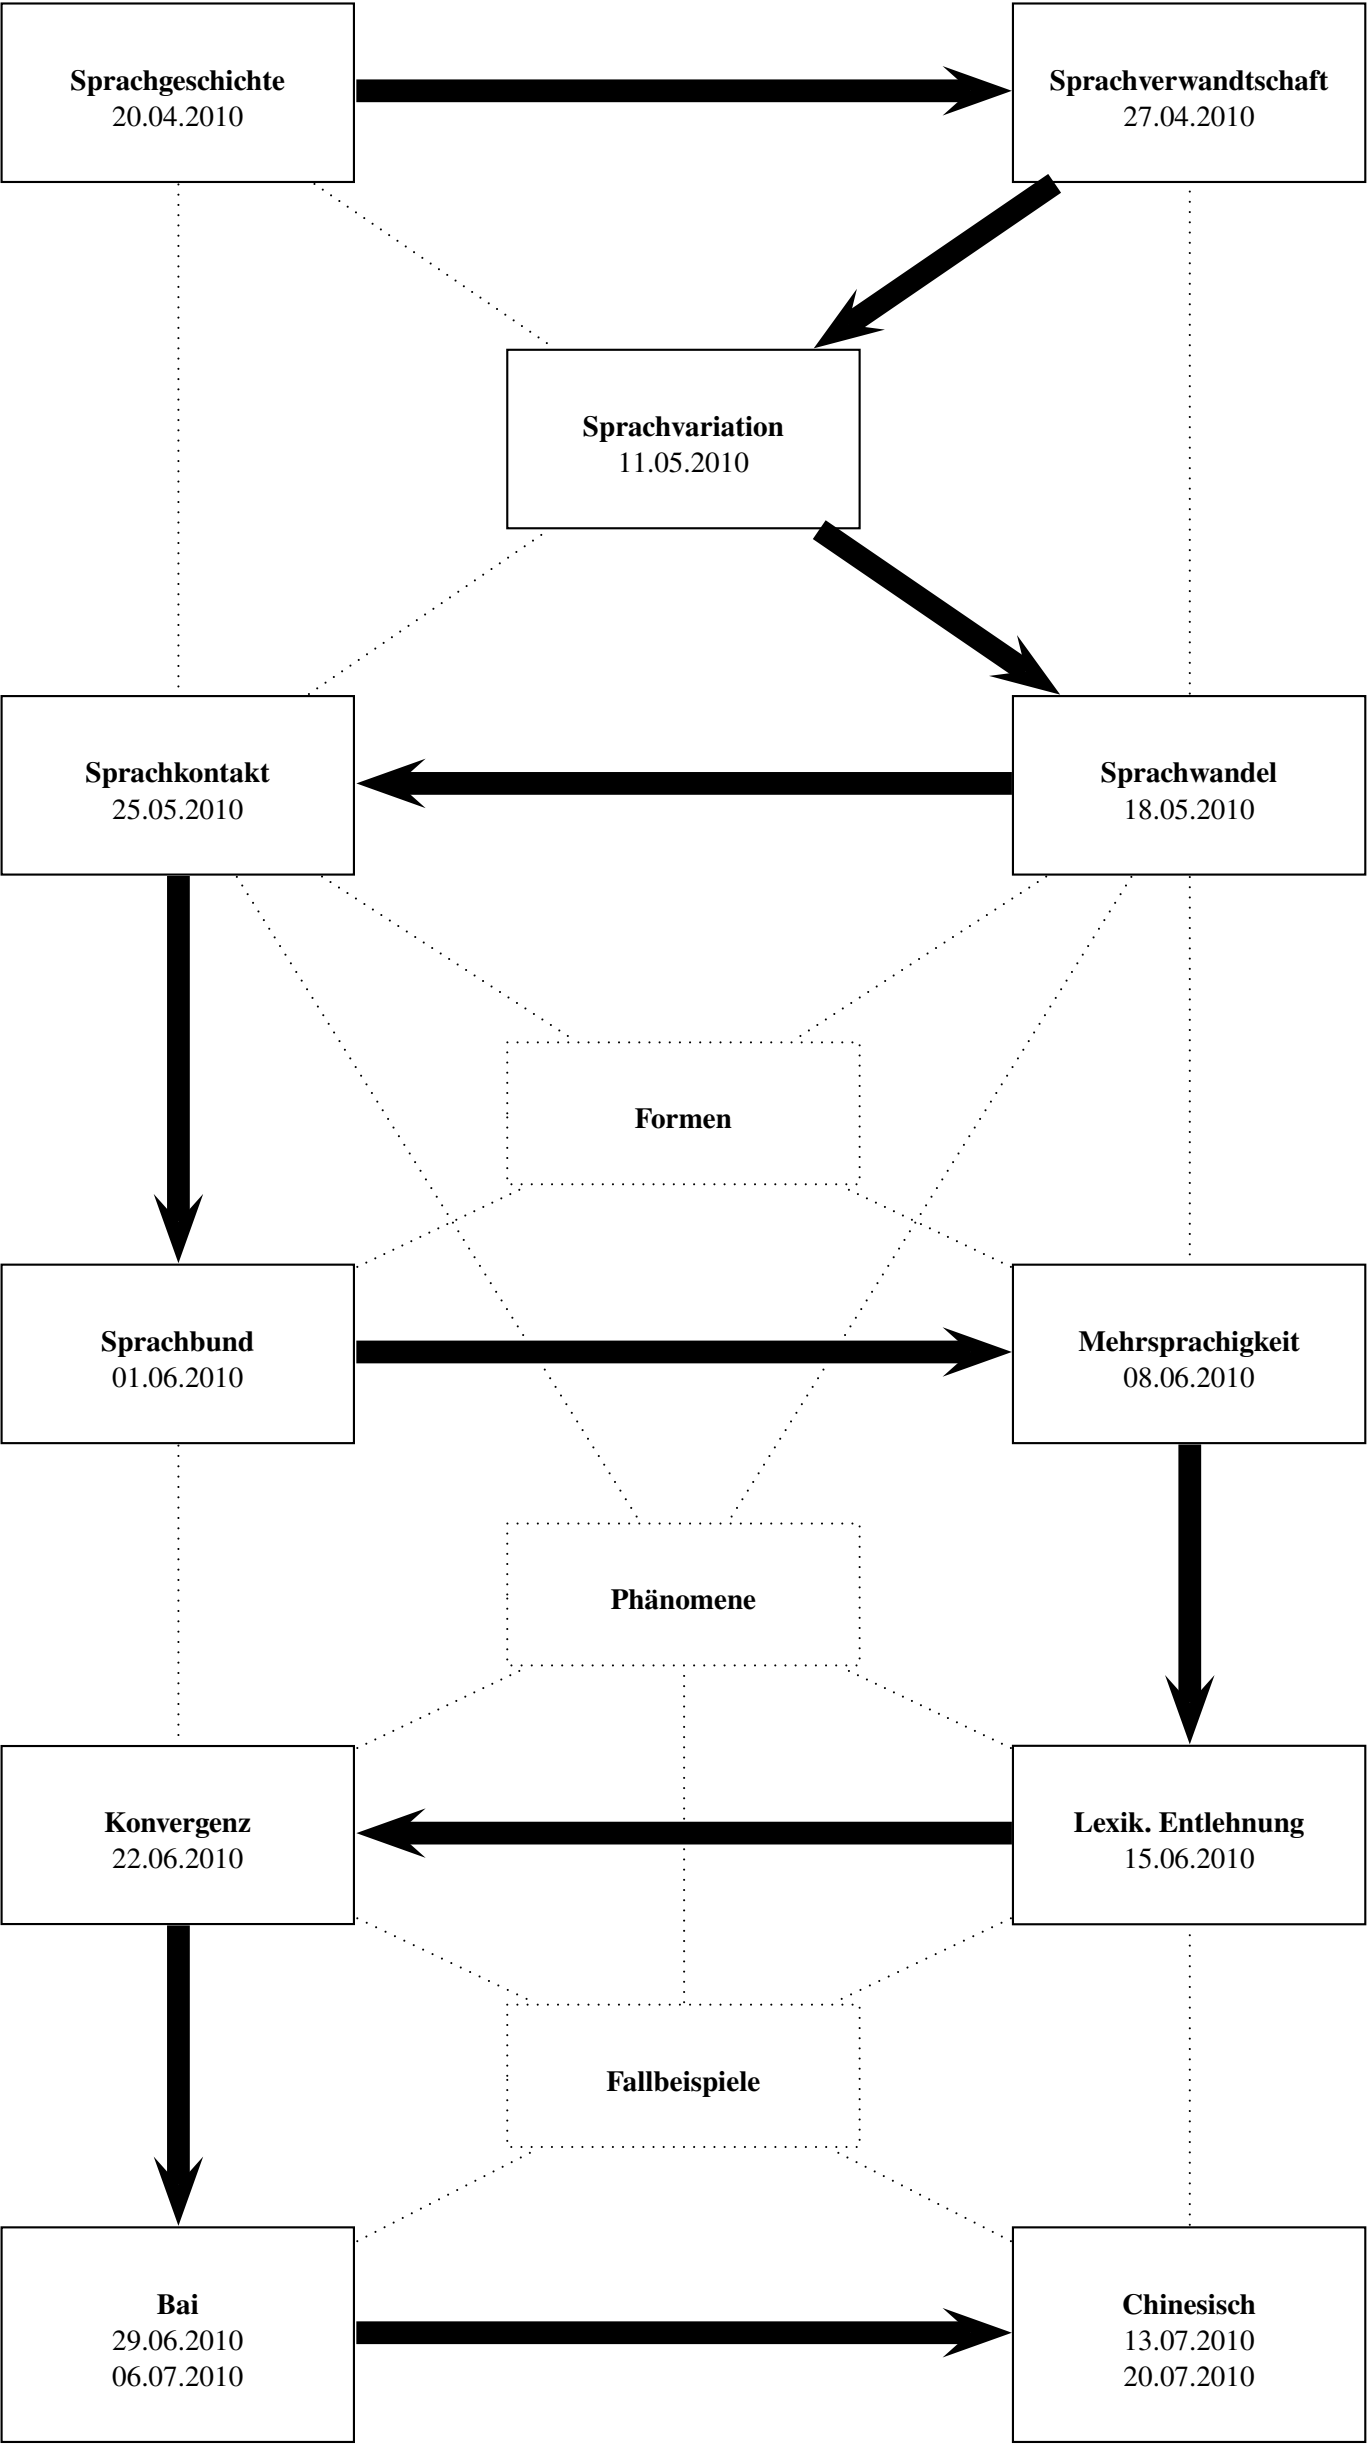 Sprachgeschichte
20.04.2010
Sprachverwandtschaft
27.04.2010
Sprachvariation
11.05.2010
Sprachkontakt
25.05.2010
Sprachwandel
18.05.2010
Formen
Sprachbund
01.06.2010
Mehrsprachigkeit
08.06.2010
Phänomene
Konvergenz
22.06.2010
Lexik. Entlehnung
15.06.2010
Fallbeispiele
Bai
29.06.2010
06.07.2010
Chinesisch
13.07.2010
20.07.2010